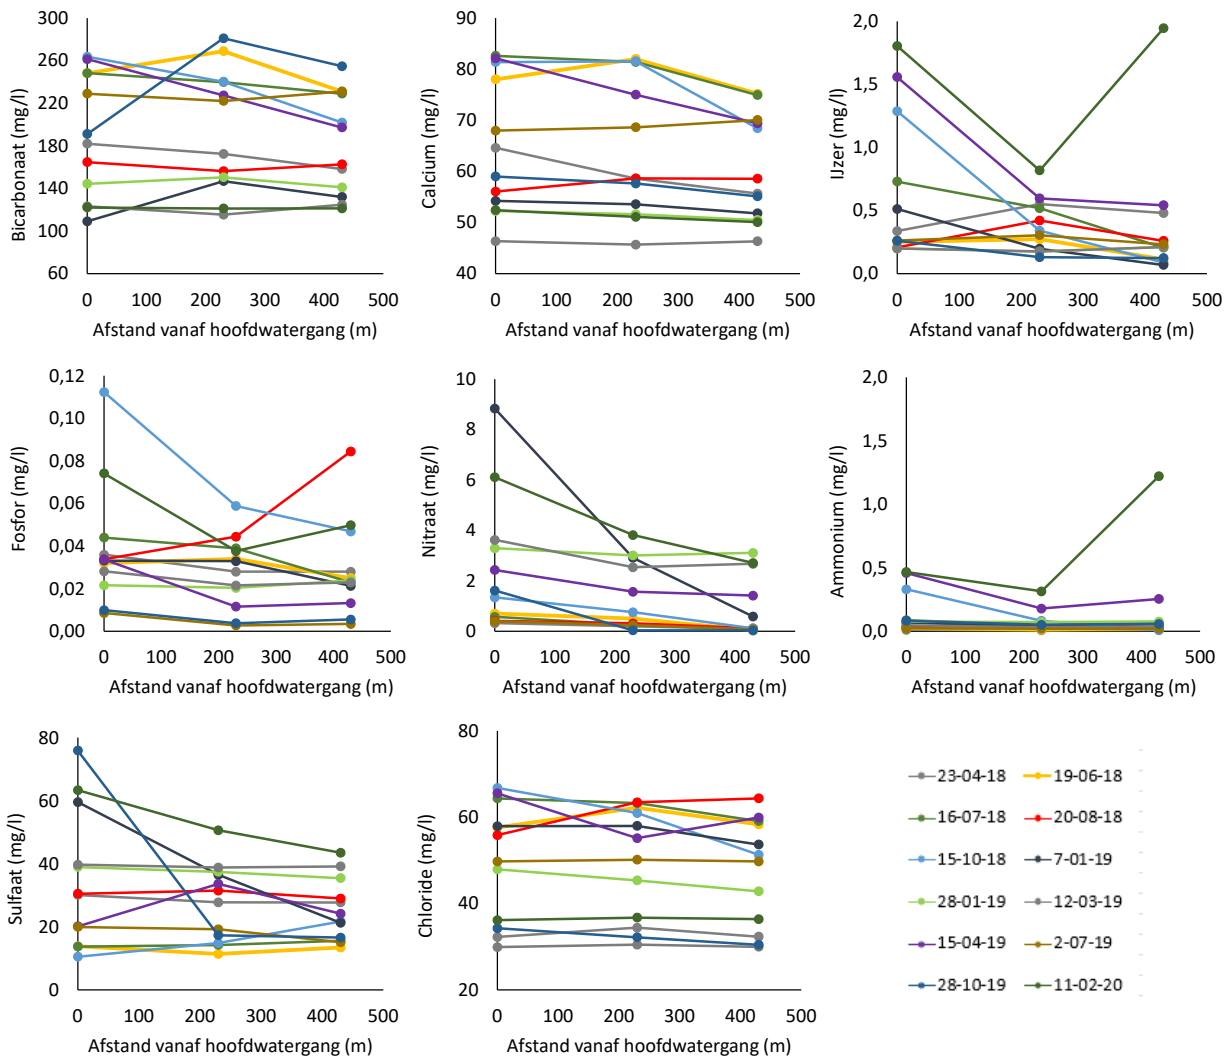 Bicarbonaat (mg/l)
300
260
220
180
140
100
60
0 100 200 300 400 500
Afstand vanaf hoofdwatergang (m)
Calcium (mg/l)
90
80
70
60
50
40
0 100 200 300 400 500
Afstand vanaf hoofdwatergang (m)
IJzer (mg/l)
2,0
1,5
1,0
0,5
0,0
0 100 200 300 400 500
Afstand vanaf hoofdwatergang (m)
Fosfor (mg/l)
0,12
0,10
0,08
0,06
0,04
0,02
0,00
0 100 200 300 400 500
Afstand vanaf hoofdwatergang (m)
Nitraat (mg/l)
10
8
6
4
2
0
0 100 200 300 400 500
Afstand vanaf hoofdwatergang (m)
Ammonium (mg/l)
2,0
1,5
1,0
0,5
0,0
0 100 200 300 400 500
Afstand vanaf hoofdwatergang (m)
Sulfaat (mg/l)
80
60
40
20
0
0 100 200 300 400 500
Afstand vanaf hoofdwatergang (m)
Chloride (mg/l)
80
60
40
20
0 100 200 300 400 500
Afstand vanaf hoofdwatergang (m)
23-04-18 19-06-18
16-07-18 20-08-18
15-10-18 7-01-19
28-01-19 12-03-19
15-04-19 2-07-19
28-10-19 11-02-20